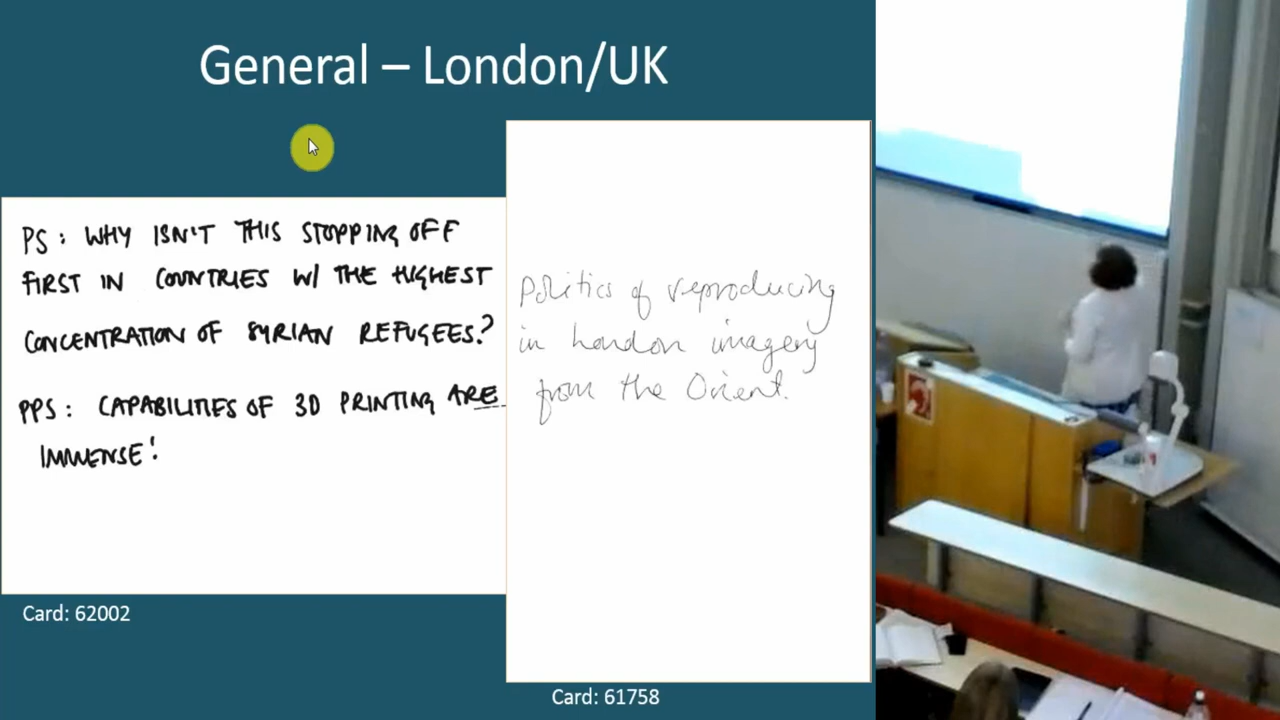 General – London/UK
PS: WHY ISN'T THIS STOPPING OFF
FIRST IN COUNTRIES W/ THE HIGHEST
CONCENTRATION OF SYRIAN REFUGEES?
PPS: CAPABILITIES OF 3D PRINTING ARE
IMMENSE!
Card: 62002
Politics of reproducing
in London imagery
from the Orient.
Card: 61758